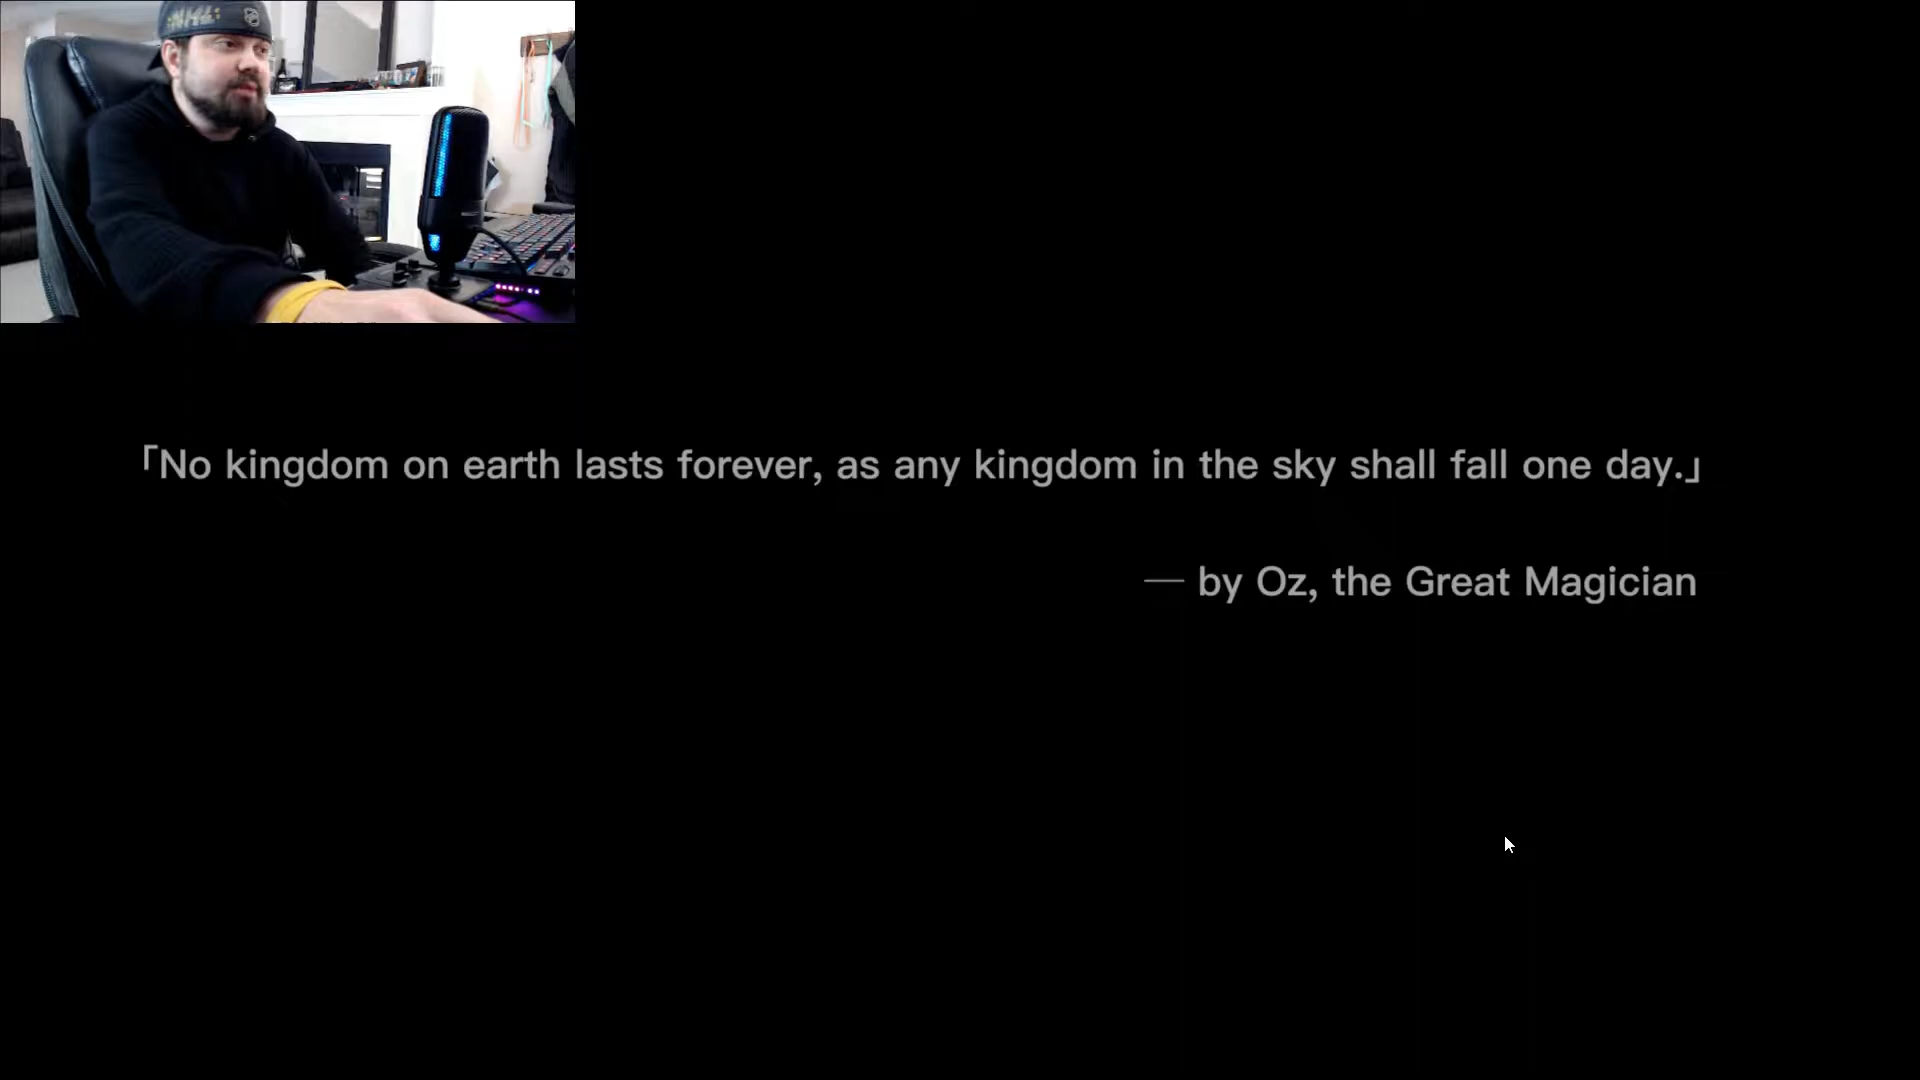 「No kingdom on earth lasts forever, as any kingdom in the sky shall fall one day.」
— by Oz, the Great Magician